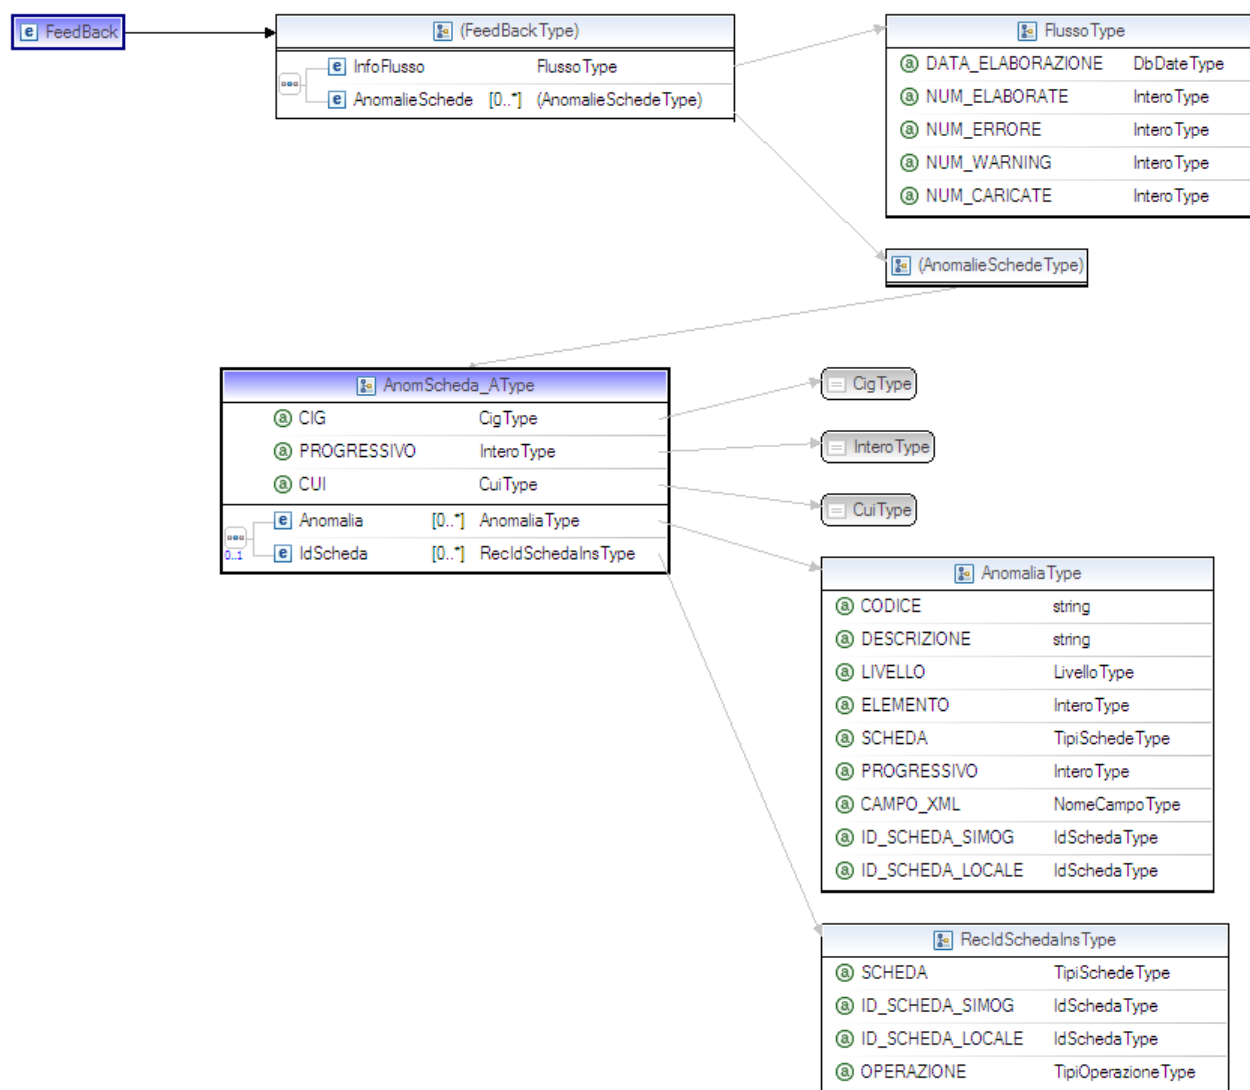 e FeedBack
(FeedBackType)
e InfoFlusso FlussoType
e AnomalieSchede [0..*] (AnomalieSchedeType)
FlussoType
a DATA_ELABORAZIONE DbDateType
a NUM_ELABORATE InteroType
a NUM_ERRORE InteroType
a NUM_WARNING InteroType
a NUM_CARICATE InteroType
(AnomalieSchedeType)
AnomScheda_AType
a CIG CigType
a PROGRESSIVO InteroType
a CUI CuiType
e Anomalia [0..*] AnomaliaType
0..1
e IdScheda [0..*] RecIdSchedaInsType
CigType
InteroType
CuiType
AnomaliaType
a CODICE string
a DESCRIZIONE string
a LIVELLO LivelloType
a ELEMENTO InteroType
a SCHEDA TipiSchedeType
a PROGRESSIVO InteroType
a CAMPO_XML NomeCampoType
a ID_SCHEDA_SIMOG IdSchedaType
a ID_SCHEDA_LOCALE IdSchedaType
RecIdSchedaInsType
a SCHEDA TipiSchedeType
a ID_SCHEDA_SIMOG IdSchedaType
a ID_SCHEDA_LOCALE IdSchedaType
a OPERAZIONE TipiOperazioneType